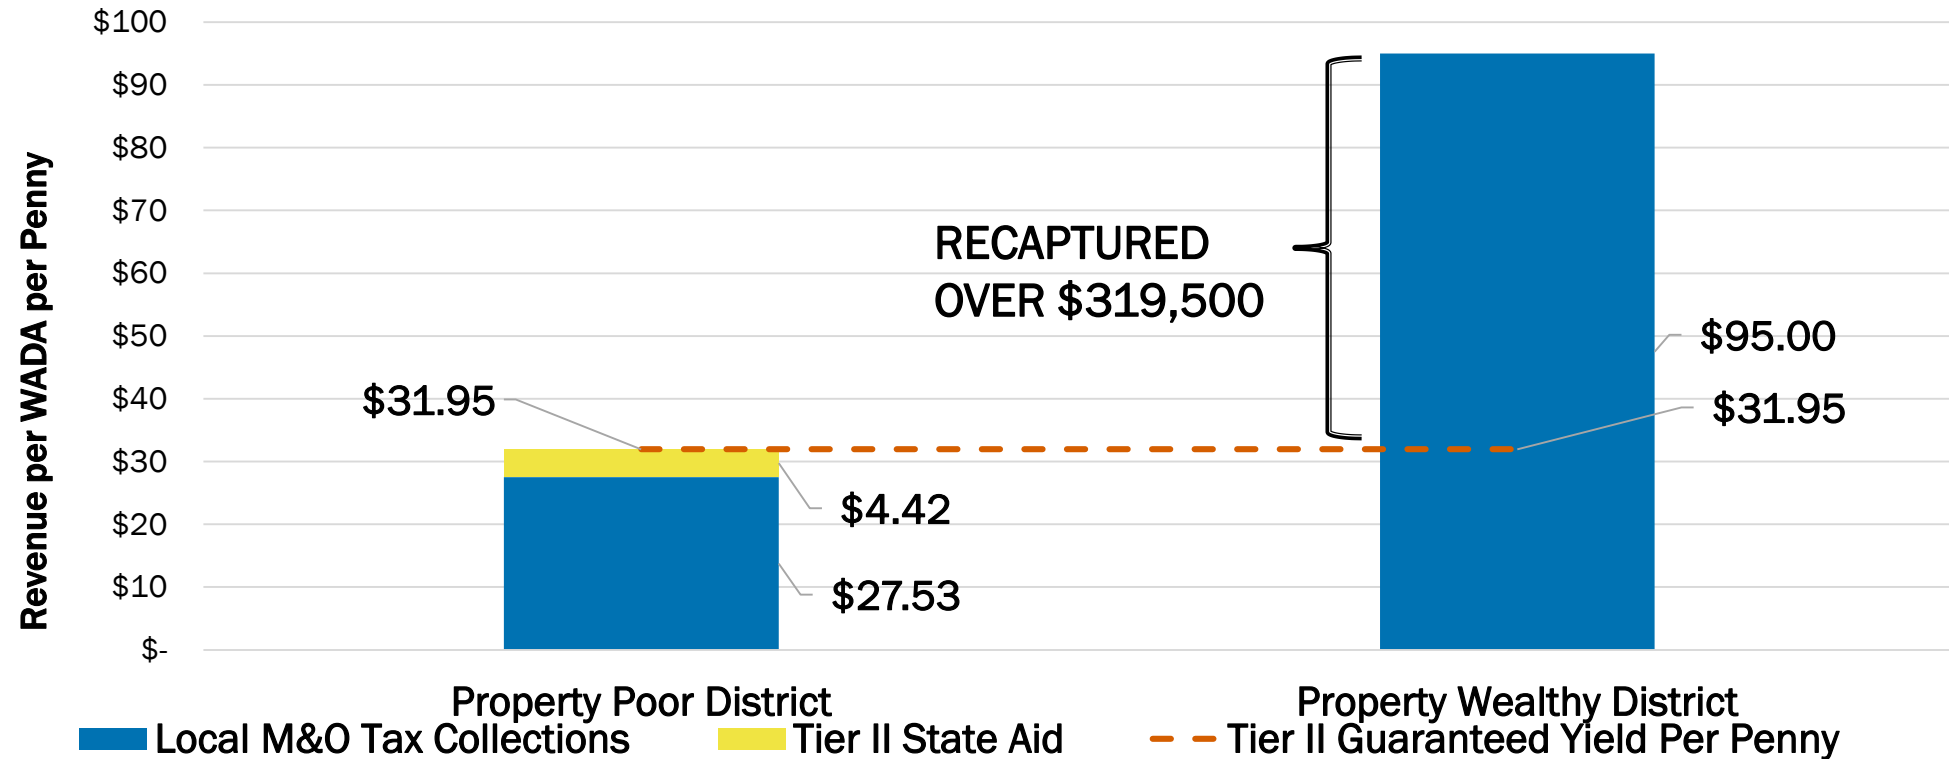 $100
$90
$80
$70
$60
$50
$40
$30
$20
$10
$-
Revenue per WADA per Penny
RECAPTURED
OVER $319,500
$31.95
$4.42
$27.53
$95.00
$31.95
Property Poor District
Property Wealthy District
Local M&O Tax Collections
Tier II State Aid
Tier II Guaranteed Yield Per Penny